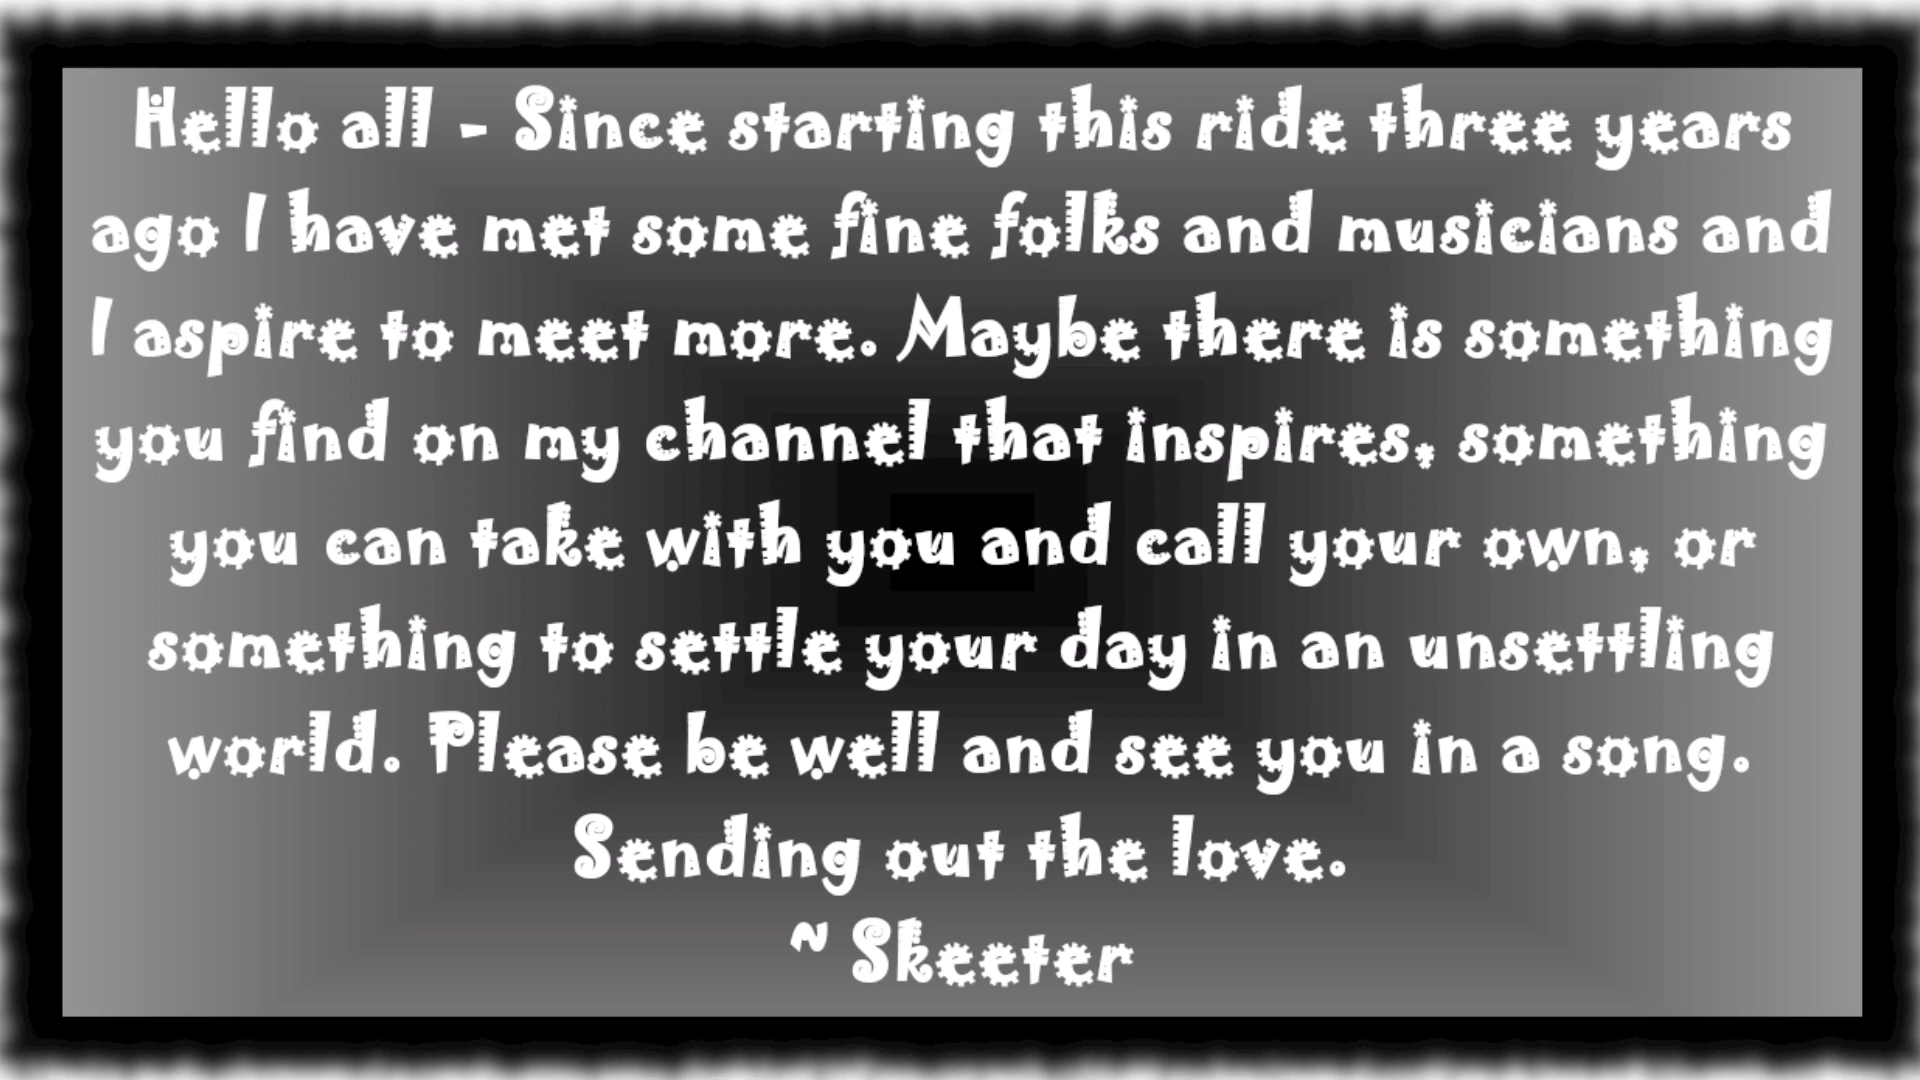 Hello all - Since starting this ride three years
ago I have met some fine folks and musicians and
I aspire to meet more. Maybe there is something
you find on my channel that inspires, something
you can take with you and call your own, or
something to settle your day in an unsettling
world. Please be well and see you in a song.
Sending out the love.
~ Skeeter